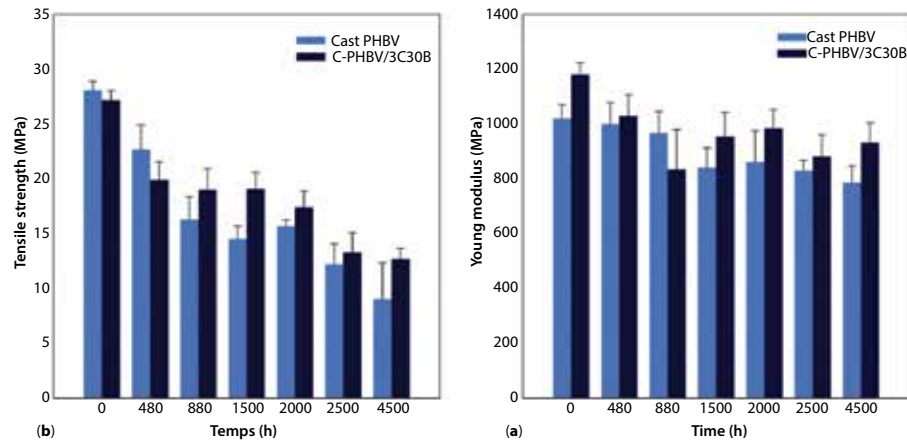 35
30
25
20
15
10
5
0
Tensile strength (MPa)
Cast PHBV
C-PHBV/3C30B
0 480 880 1500 2000 2500 4500
(b) Temps (h)
1400
1200
1000
800
600
400
200
0
Young modulus (MPa)
Cast PHBV
C-PHBV/3C30B
0 480 880 1500 2000 2500 4500
(a) Time (h)